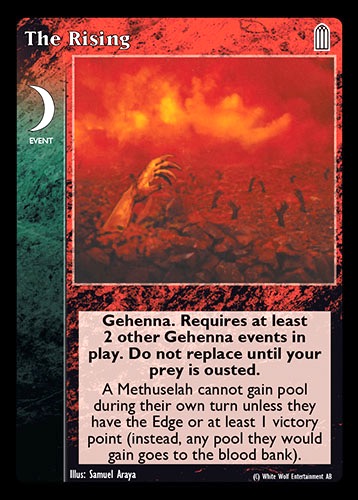 The Rising
EVENT
Gehenna. Requires at least
2 other Gehenna events in
play. Do not replace until your
prey is ousted.
A Methuselah cannot gain pool
during their own turn unless they
have the Edge or at least 1 victory
point (instead, any pool they would
gain goes to the blood bank).
Illus: Samuel Araya
(C) White Wolf Entertainment AB